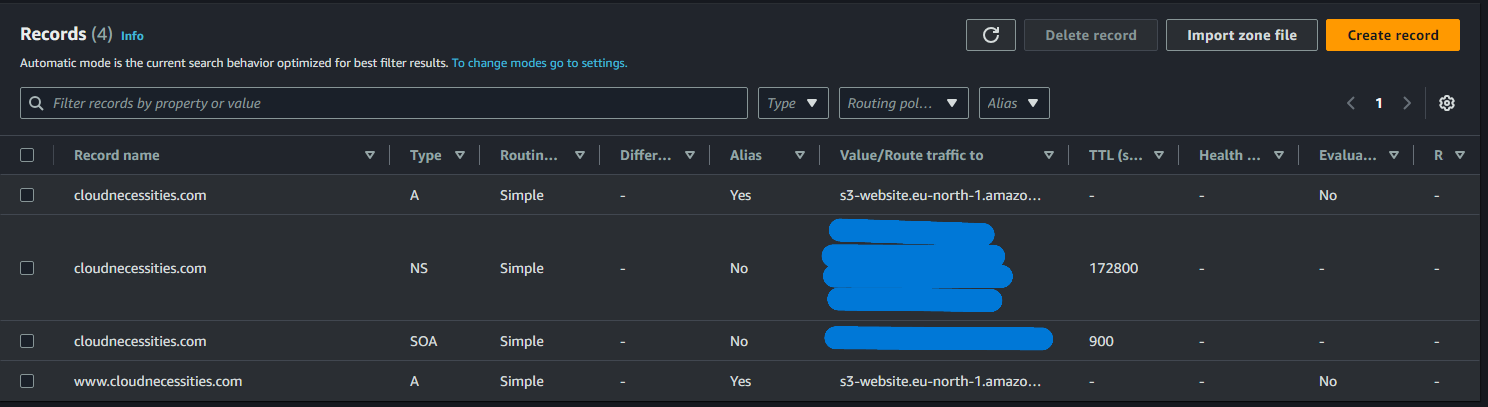 Records (4) Info
Delete record
Import zone file
Create record
Automatic mode is the current search behavior optimized for best filter results. To change modes go to settings.
Filter records by property or value
Type
Routing pol...
Alias
1
Record name Type Routin... Differ... Alias Value/Route traffic to TTL (s... Health ... Evalua... R
cloudnecessities.com A Simple - Yes s3-website.eu-north-1.amazo... - - No -
cloudnecessities.com NS Simple - No 172800 - - -
cloudnecessities.com SOA Simple - No 900 - - -
www.cloudnecessities.com A Simple - Yes s3-website.eu-north-1.amazo... - - No -